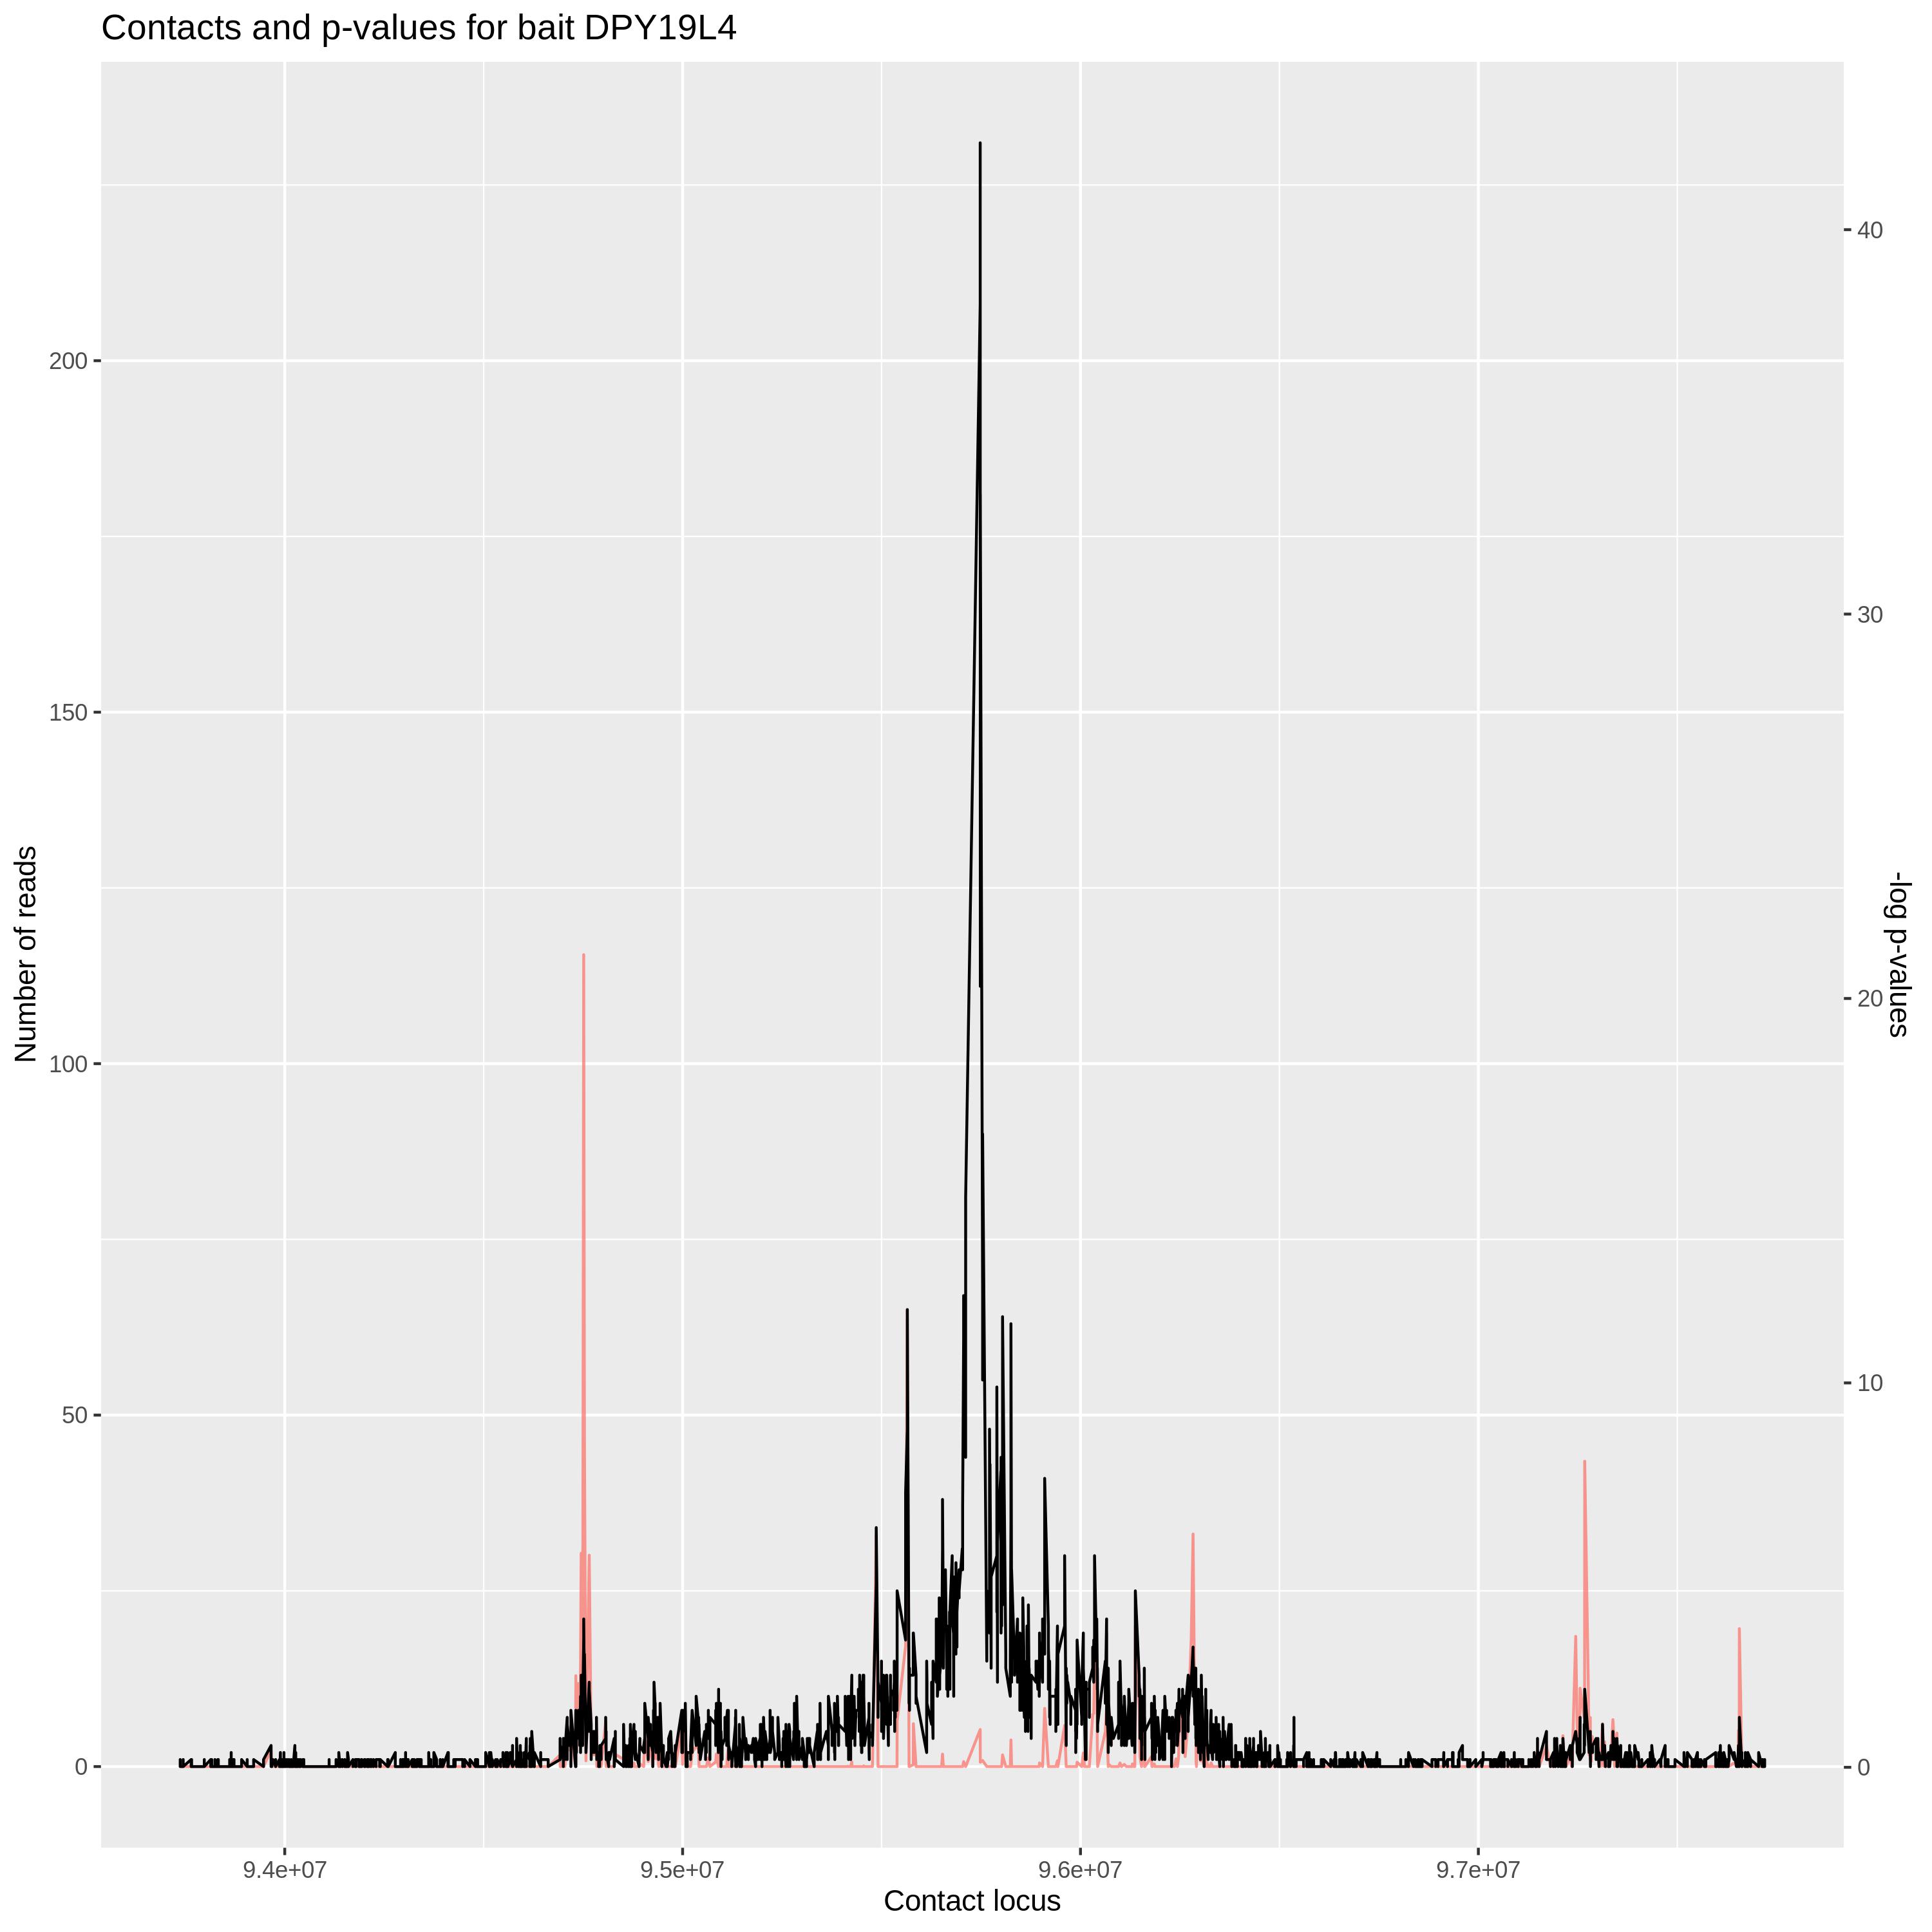 Contacts and p-values for bait DPY19L4
Number of reads
200
150
100
50
0
40
30
20
10
0
-log p-values
9.4e+07
9.5e+07
9.6e+07
9.7e+07
Contact locus